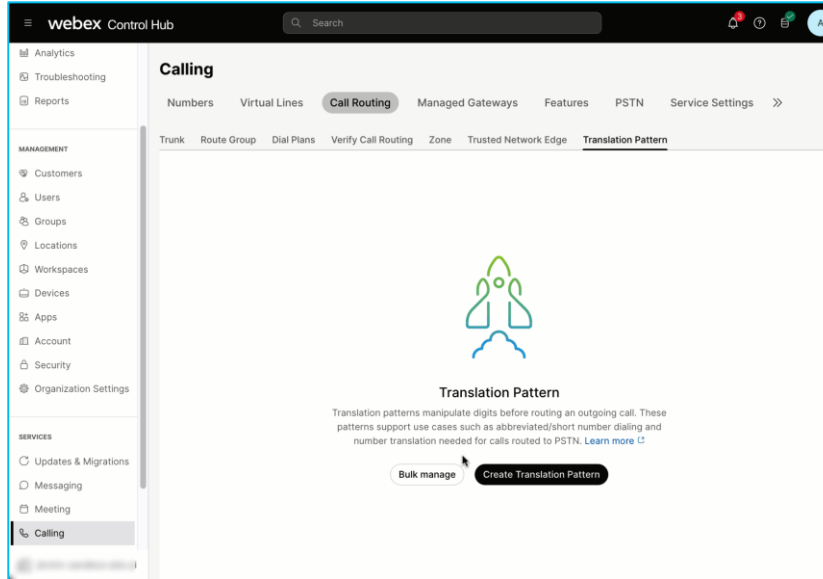 webex Control Hub
Search
3
A
Analytics
Troubleshooting
Reports
MANAGEMENT
Customers
Users
Groups
Locations
Workspaces
Devices
Apps
Account
Security
Organization Settings
SERVICES
Updates & Migrations
Messaging
Meeting
Calling
Calling
Numbers Virtual Lines Call Routing Managed Gateways Features PSTN Service Settings
Trunk Route Group Dial Plans Verify Call Routing Zone Trusted Network Edge Translation Pattern
Translation Pattern
Translation patterns manipulate digits before routing an outgoing call. These
patterns support use cases such as abbreviated/short number dialing and
number translation needed for calls routed to PSTN. Learn more
Bulk manage Create Translation Pattern